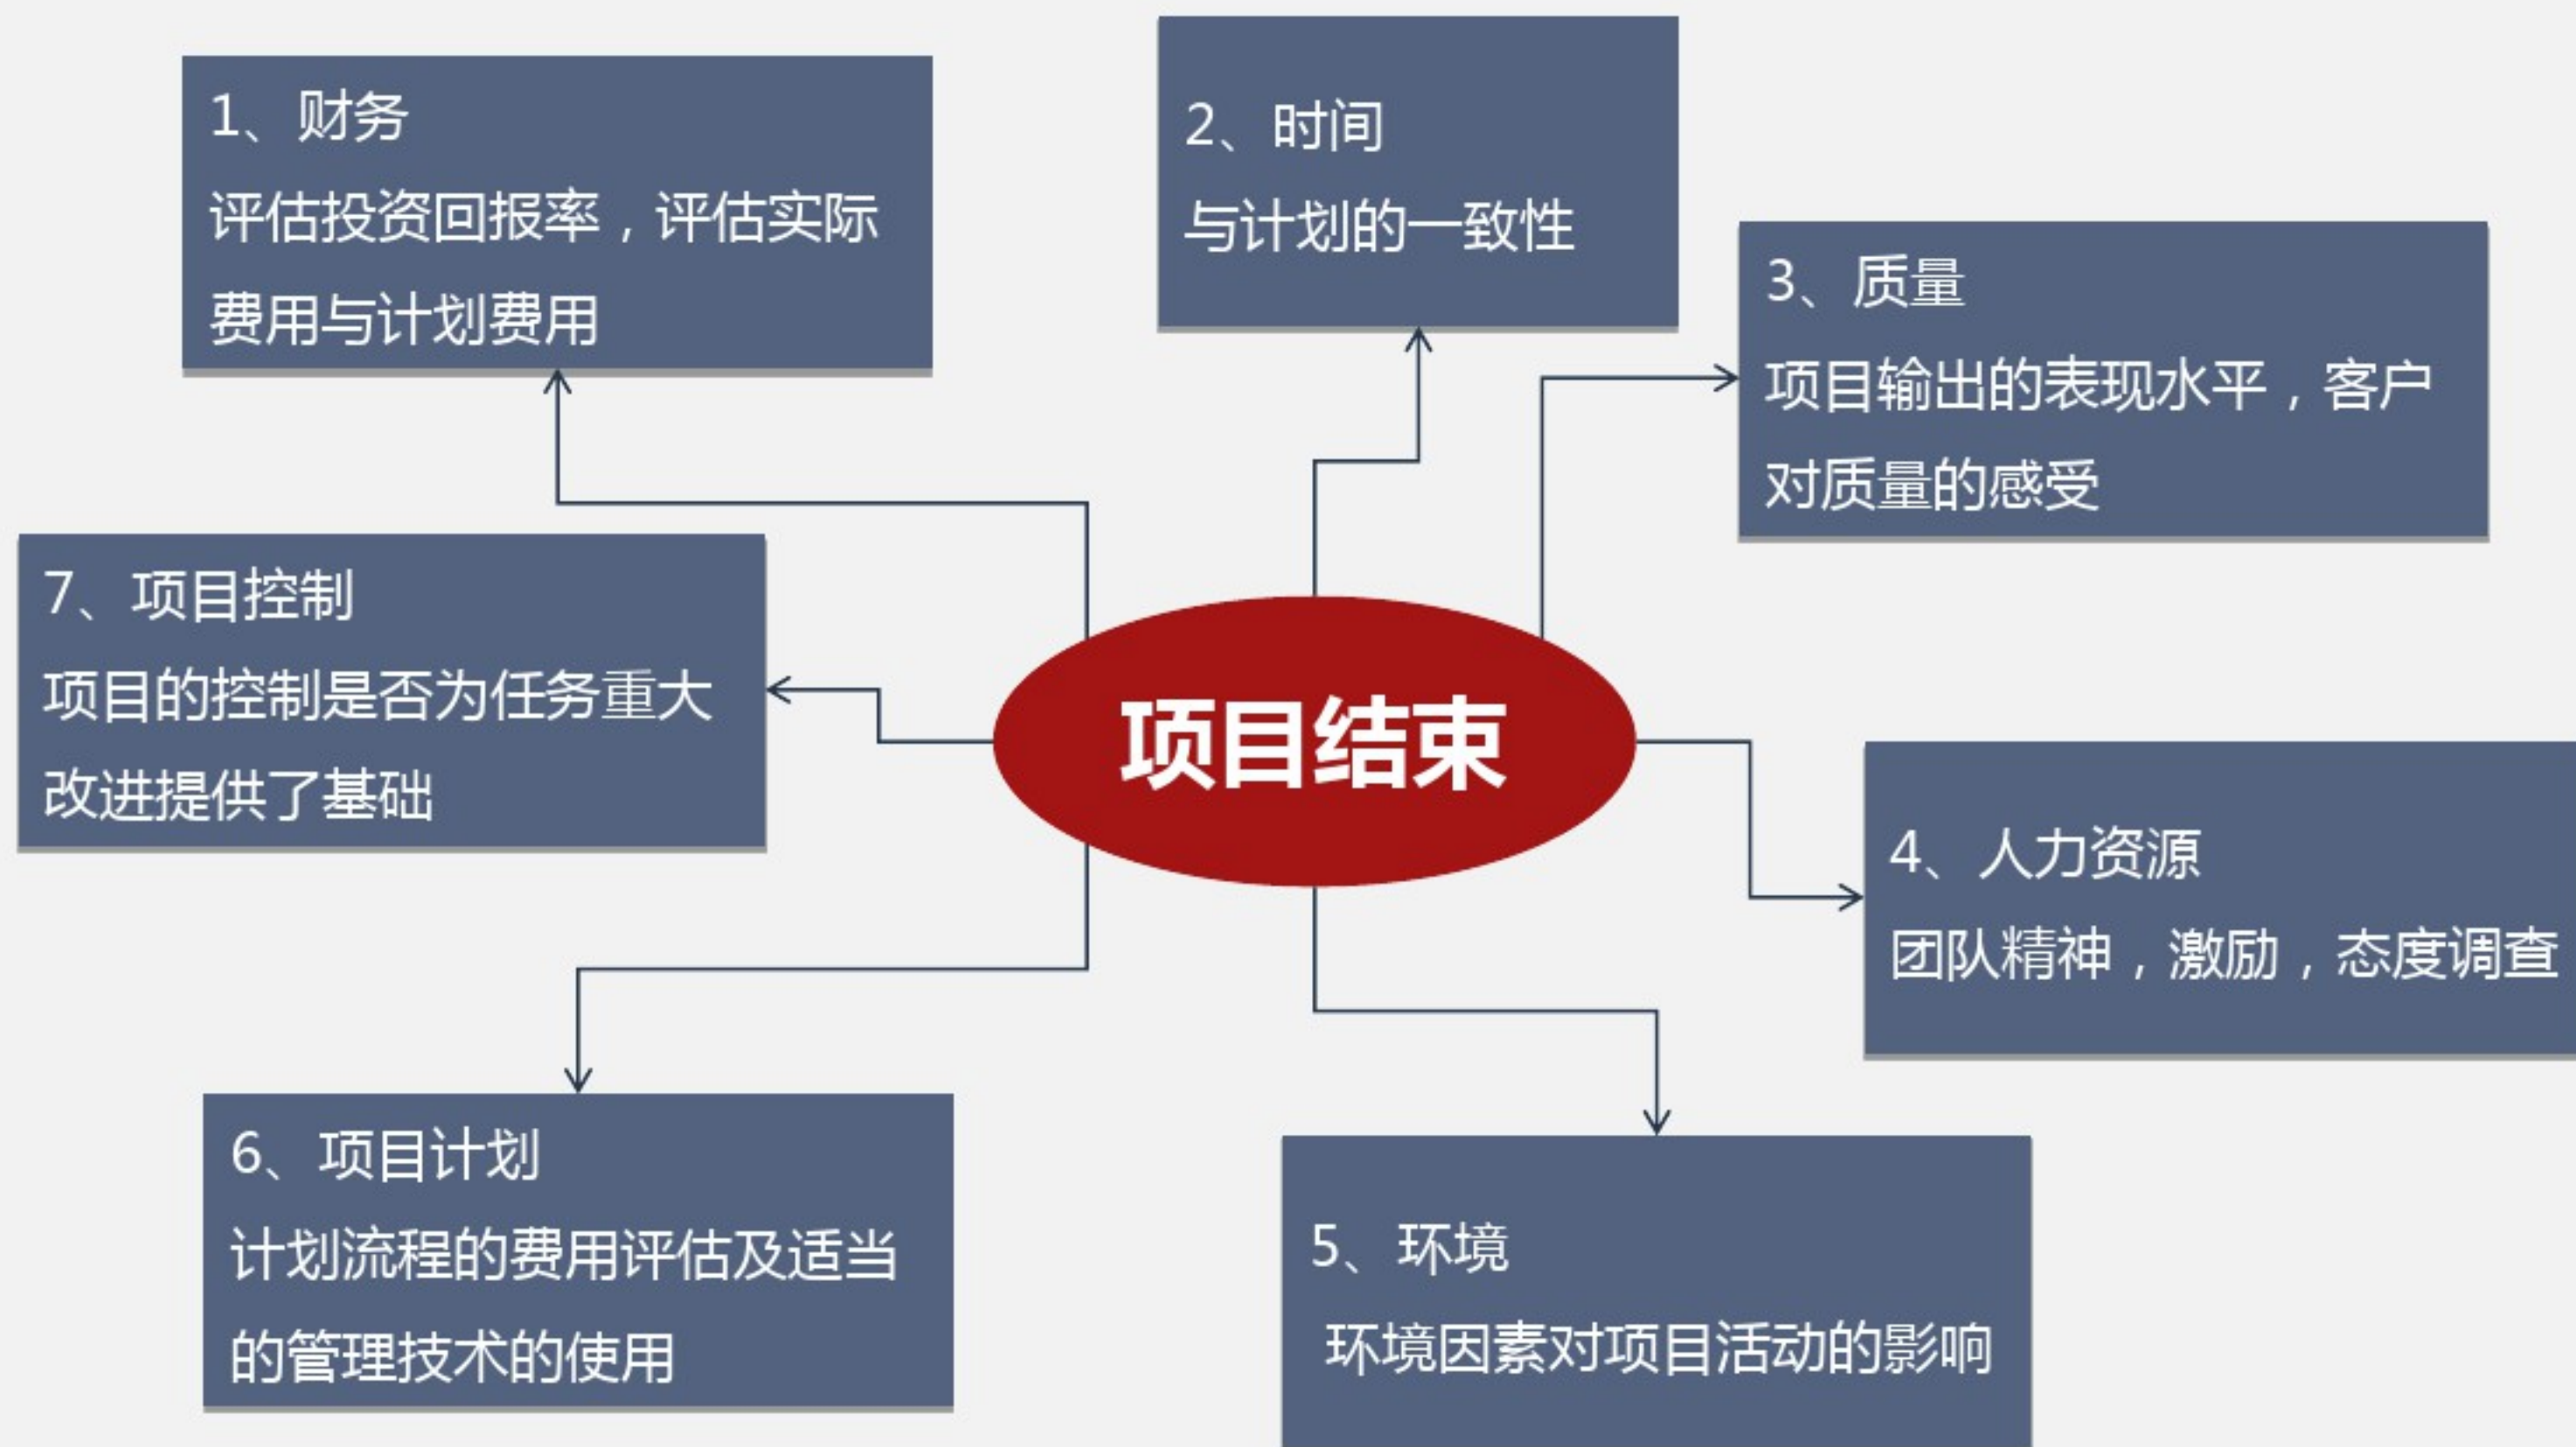 1、财务
评估投资回报率，评估实际
费用与计划费用
2、时间
与计划的一致性
3、质量
项目输出的表现水平，客户
对质量的感受
项目结束
4、人力资源
团队精神，激励，态度调查
5、环境
环境因素对项目活动的影响
6、项目计划
计划流程的费用评估及适当
的管理技术的使用
7、项目控制
项目的控制是否为任务重大
改进提供了基础